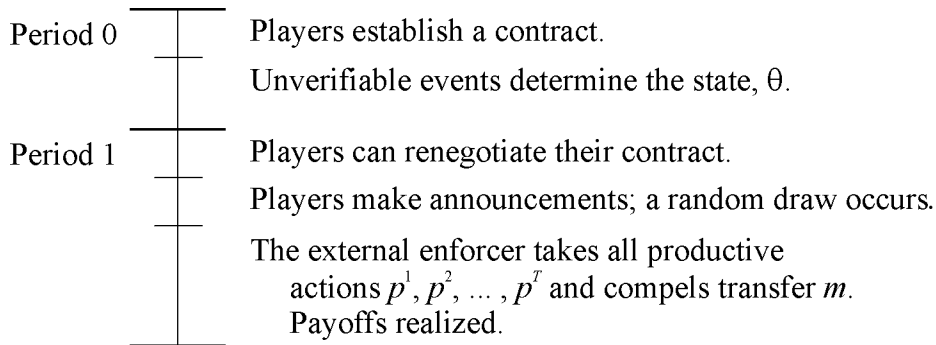 Period 0 Players establish a contract.
Unverifiable events determine the state, θ.
Period 1 Players can renegotiate their contract.
Players make announcements; a random draw occurs.
The external enforcer takes all productive
actions p¹, p², ... , pᵀ and compels transfer m.
Payoffs realized.